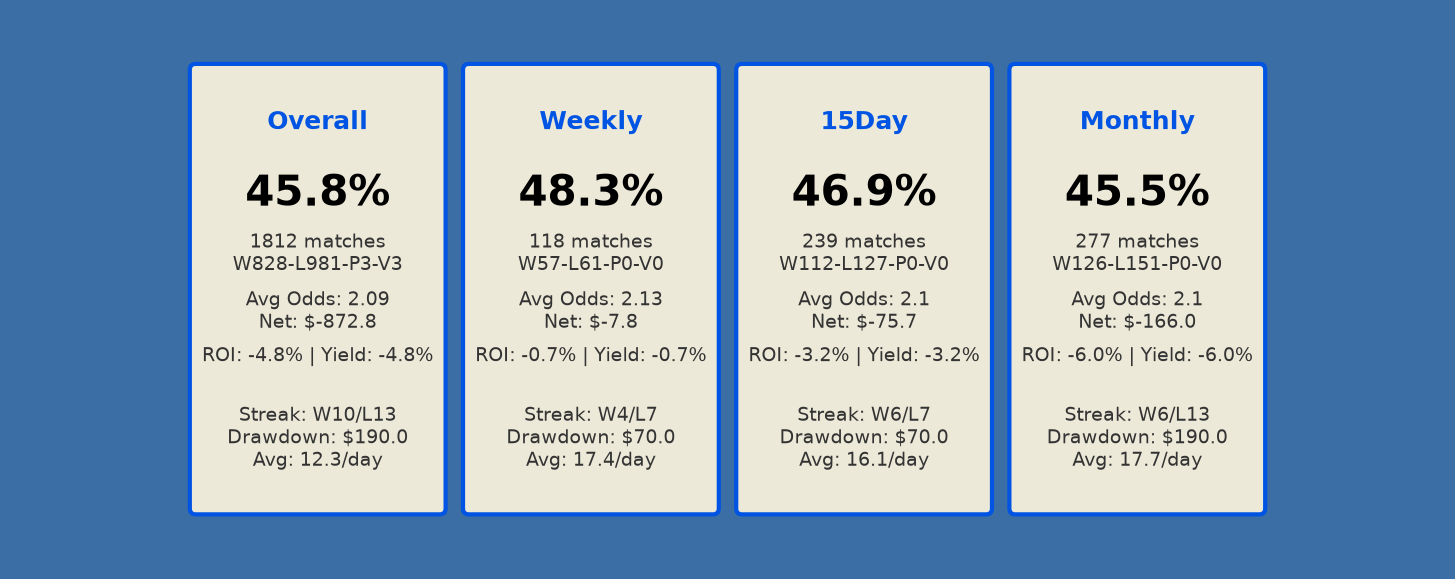 Overall
45.8%
1812 matches
W828-L981-P3-V3
Avg Odds: 2.09
Net: $-872.8
ROI: -4.8% | Yield: -4.8%
Streak: W10/L13
Drawdown: $190.0
Avg: 12.3/day
Weekly
48.3%
118 matches
W57-L61-P0-V0
Avg Odds: 2.13
Net: $-7.8
ROI: -0.7% | Yield: -0.7%
Streak: W4/L7
Drawdown: $70.0
Avg: 17.4/day
15Day
46.9%
239 matches
W112-L127-P0-V0
Avg Odds: 2.1
Net: $-75.7
ROI: -3.2% | Yield: -3.2%
Streak: W6/L7
Drawdown: $70.0
Avg: 16.1/day
Monthly
45.5%
277 matches
W126-L151-P0-V0
Avg Odds: 2.1
Net: $-166.0
ROI: -6.0% | Yield: -6.0%
Streak: W6/L13
Drawdown: $190.0
Avg: 17.7/day